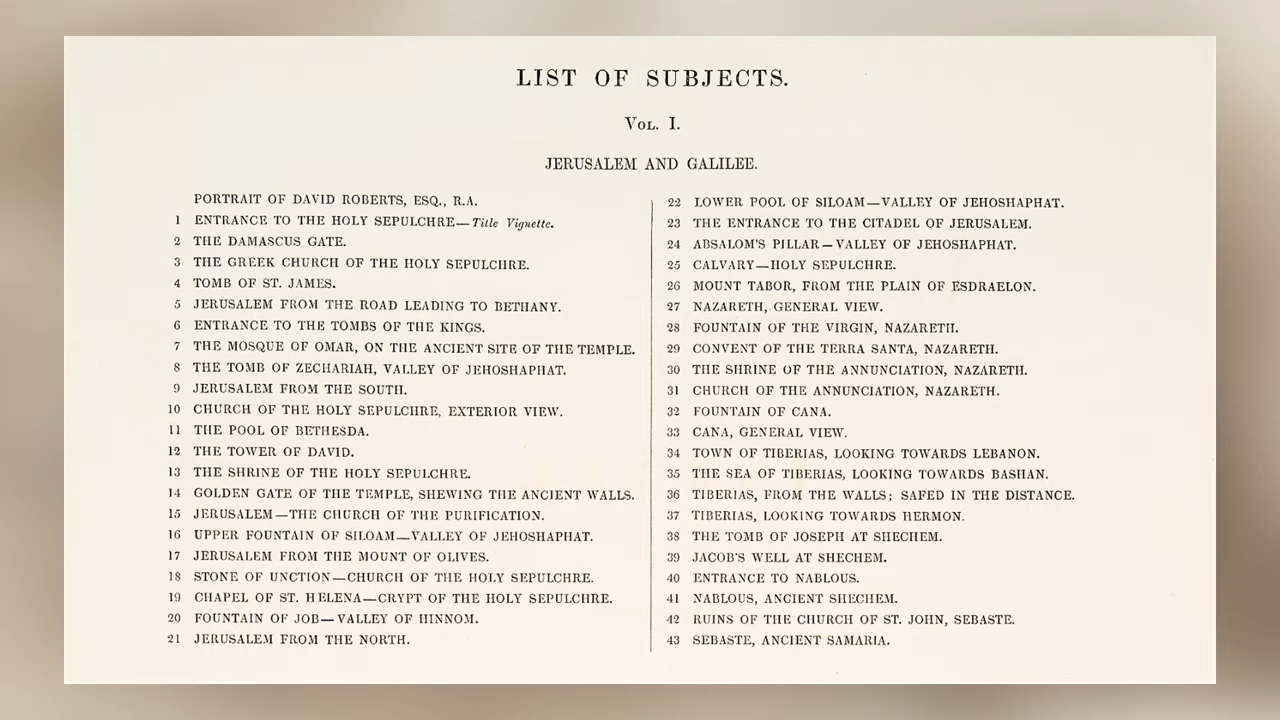 LIST OF SUBJECTS.
VOL. I.
JERUSALEM AND GALILEE.
PORTRAIT OF DAVID ROBERTS, ESQ., R.A.
1 ENTRANCE TO THE HOLY SEPULCHRE—Title Vignette.
2 THE DAMASCUS GATE.
3 THE GREEK CHURCH OF THE HOLY SEPULCHRE.
4 TOMB OF ST. JAMES.
5 JERUSALEM FROM THE ROAD LEADING TO BETHANY.
6 ENTRANCE TO THE TOMBS OF THE KINGS.
7 THE MOSQUE OF OMAR, ON THE ANCIENT SITE OF THE TEMPLE.
8 THE TOMB OF ZECHARIAH, VALLEY OF JEHOSHAPHAT.
9 JERUSALEM FROM THE SOUTH.
10 CHURCH OF THE HOLY SEPULCHRE, EXTERIOR VIEW.
11 THE POOL OF BETHESDA.
12 THE TOWER OF DAVID.
13 THE SHRINE OF THE HOLY SEPULCHRE.
14 GOLDEN GATE OF THE TEMPLE, SHEWING THE ANCIENT WALLS.
15 JERUSALEM—THE CHURCH OF THE PURIFICATION.
16 UPPER FOUNTAIN OF SILOAM—VALLEY OF JEHOSHAPHAT.
17 JERUSALEM FROM THE MOUNT OF OLIVES.
18 STONE OF UNCTION—CHURCH OF THE HOLY SEPULCHRE.
19 CHAPEL OF ST. HELENA—CRYPT OF THE HOLY SEPULCHRE.
20 FOUNTAIN OF JOB—VALLEY OF HINNOM.
21 JERUSALEM FROM THE NORTH.
22 LOWER POOL OF SILOAM—VALLEY OF JEHOSHAPHAT.
23 THE ENTRANCE TO THE CITADEL OF JERUSALEM.
24 ABSALOM'S PILLAR—VALLEY OF JEHOSHAPHAT.
25 CALVARY—HOLY SEPULCHRE.
26 MOUNT TABOR, FROM THE PLAIN OF ESDRAELON.
27 NAZARETH, GENERAL VIEW.
28 FOUNTAIN OF THE VIRGIN, NAZARETH.
29 CONVENT OF THE TERRA SANTA, NAZARETH.
30 THE SHRINE OF THE ANNUNCIATION, NAZARETH.
31 CHURCH OF THE ANNUNCIATION, NAZARETH.
32 FOUNTAIN OF CANA.
33 CANA, GENERAL VIEW.
34 TOWN OF TIBERIAS, LOOKING TOWARDS LEBANON.
35 THE SEA OF TIBERIAS, LOOKING TOWARDS BASHAN.
36 TIBERIAS, FROM THE WALLS; SAFED IN THE DISTANCE.
37 TIBERIAS, LOOKING TOWARDS HERMON.
38 THE TOMB OF JOSEPH AT SHECHEM.
39 JACOB'S WELL AT SHECHEM.
40 ENTRANCE TO NABLOUS.
41 NABLOUS, ANCIENT SHECHEM.
42 RUINS OF THE CHURCH OF ST. JOHN, SEBASTE.
43 SEBASTE, ANCIENT SAMARIA.